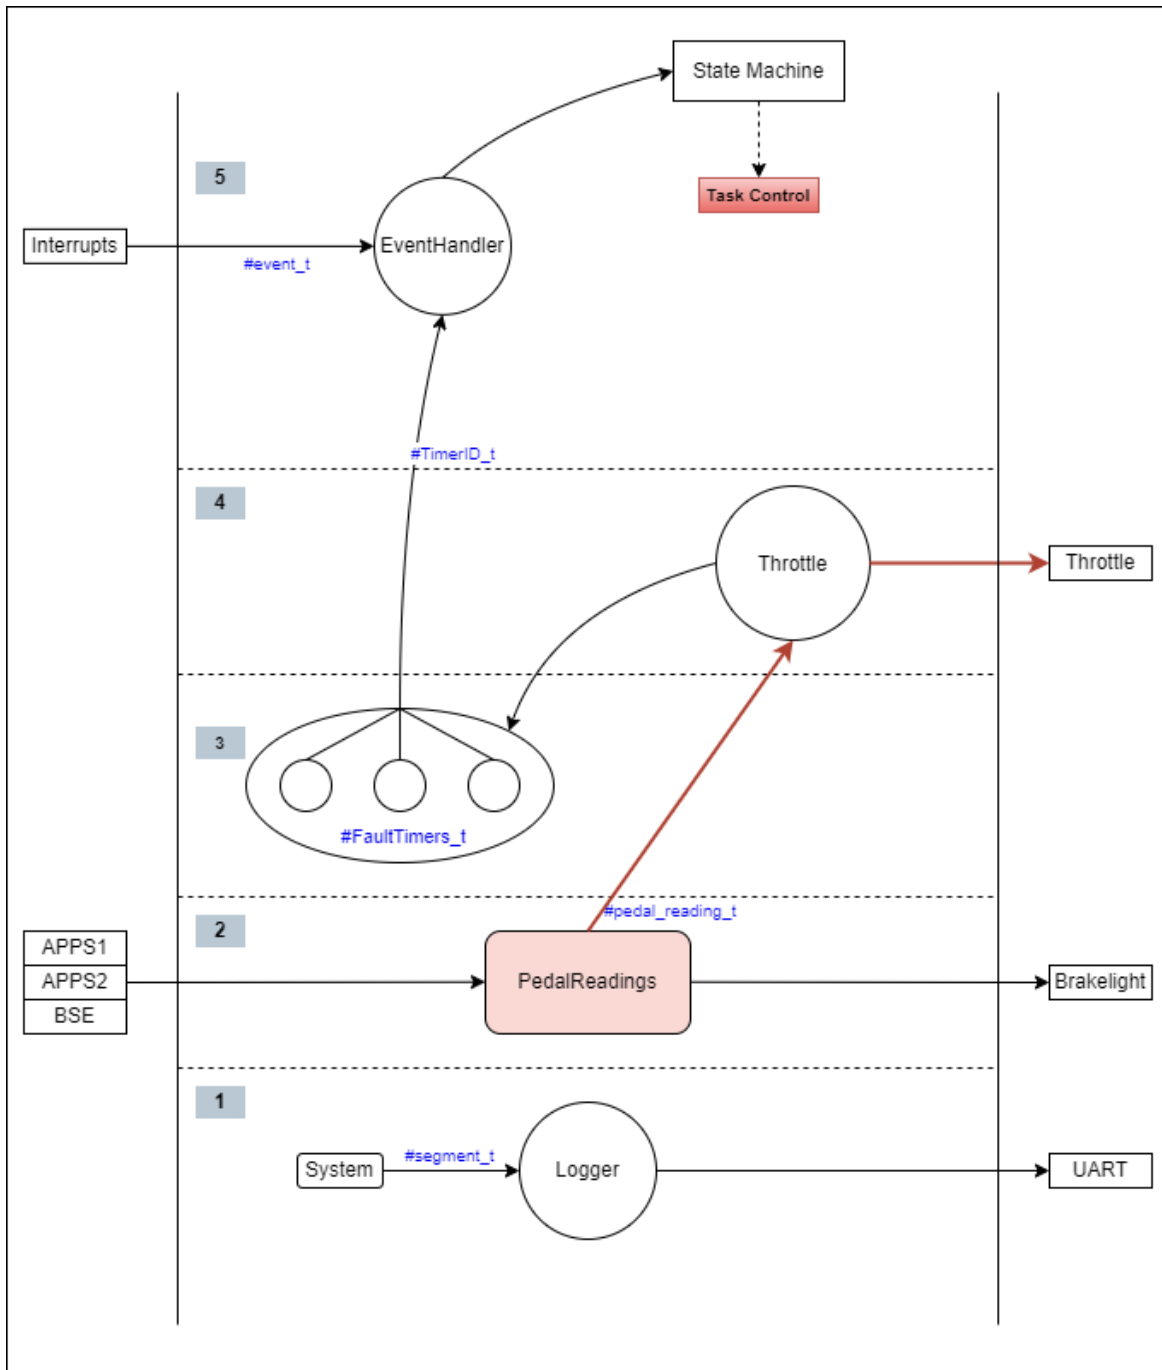 State Machine
5
Task Control
Interrupts
EventHandler
#event_t
#TimerID_t
4
Throttle
Throttle
3
#FaultTimers_t
#pedal_reading_t
2
APPS1
APPS2
PedalReadings
Brakelight
BSE
1
#segment_t
System
Logger
UART